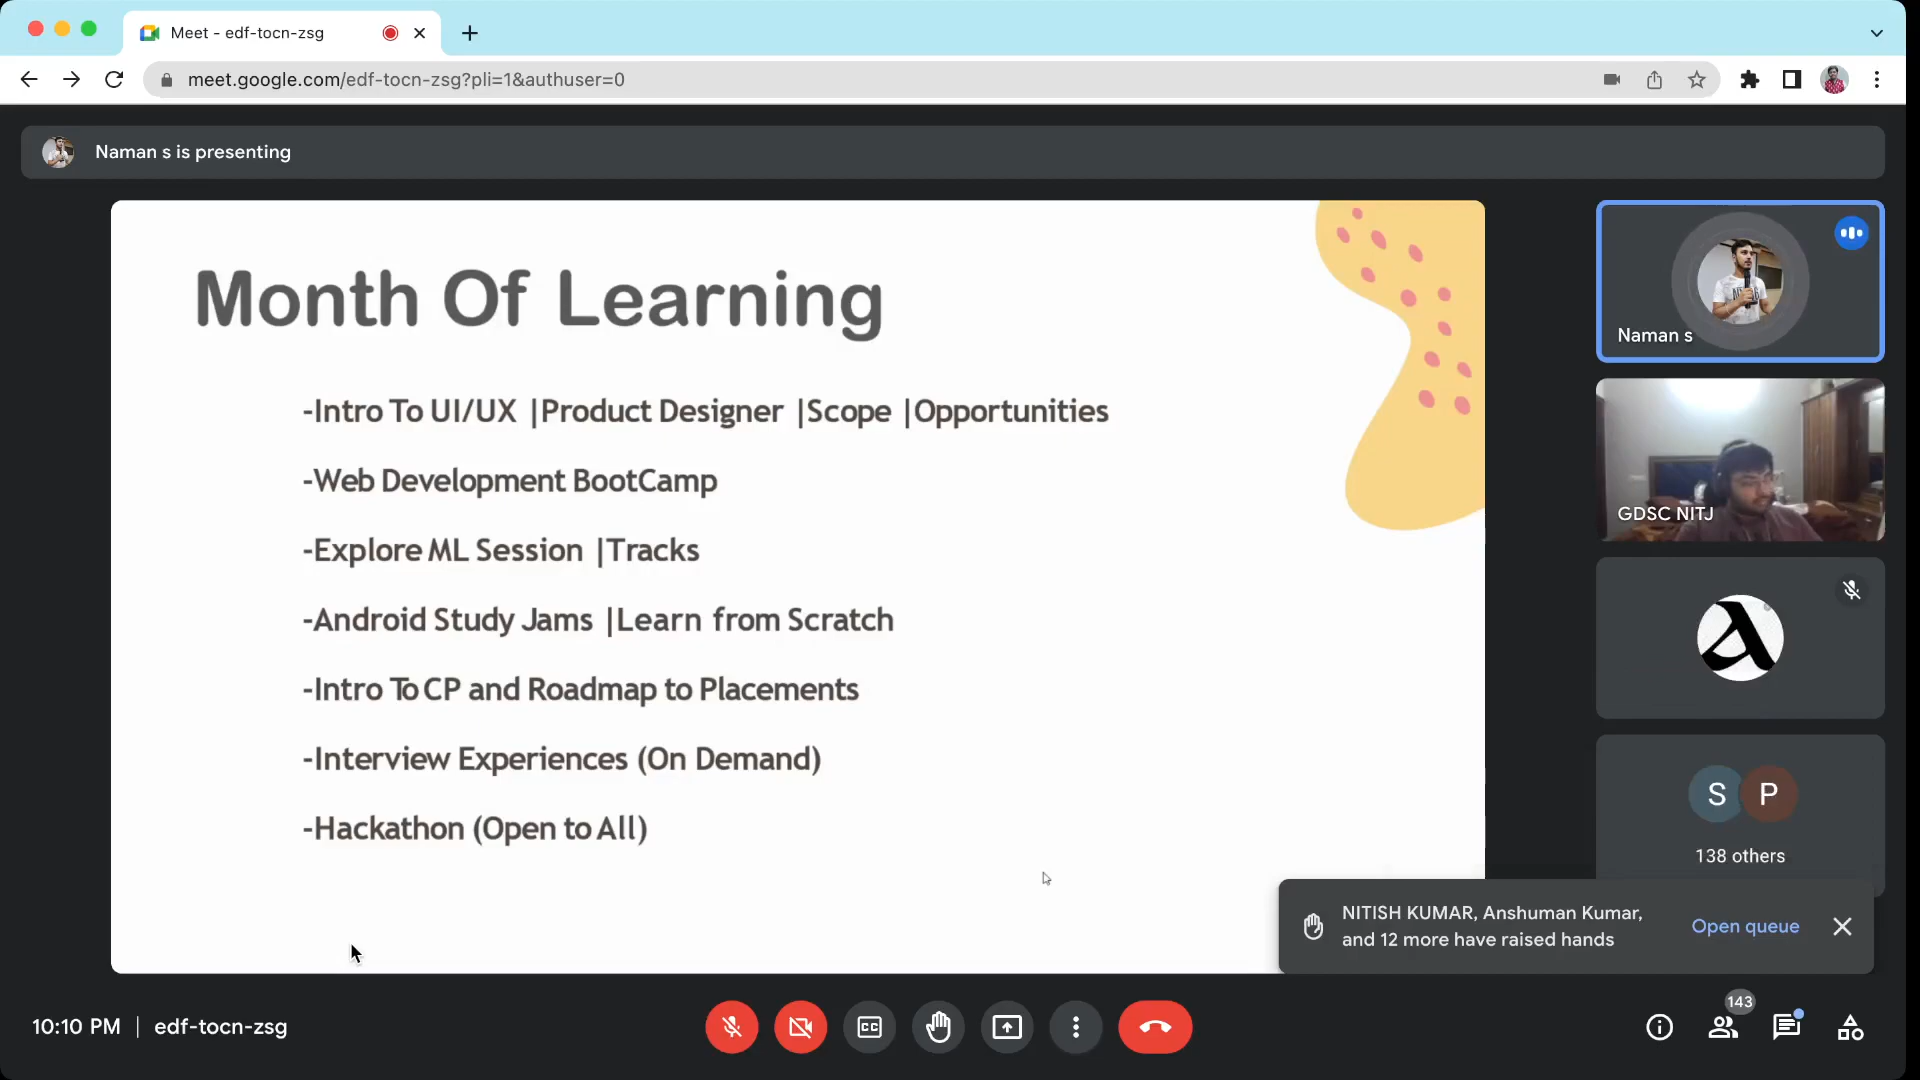 Meet - edf-tocn-zsg
meet.google.com/edf-tocn-zsg?pli=1&authuser=0
Naman s is presenting
Month Of Learning
-Intro To UI/UX |Product Designer |Scope |Opportunities
-Web Development BootCamp
-Explore ML Session |Tracks
-Android Study Jams |Learn from Scratch
-Intro To CP and Roadmap to Placements
-Interview Experiences (On Demand)
-Hackathon (Open to All)
Naman s
GDSC NITJ
S P
138 others
NITISH KUMAR, Anshuman Kumar,
and 12 more have raised hands
Open queue
10:10 PM | edf-tocn-zsg
CC
143